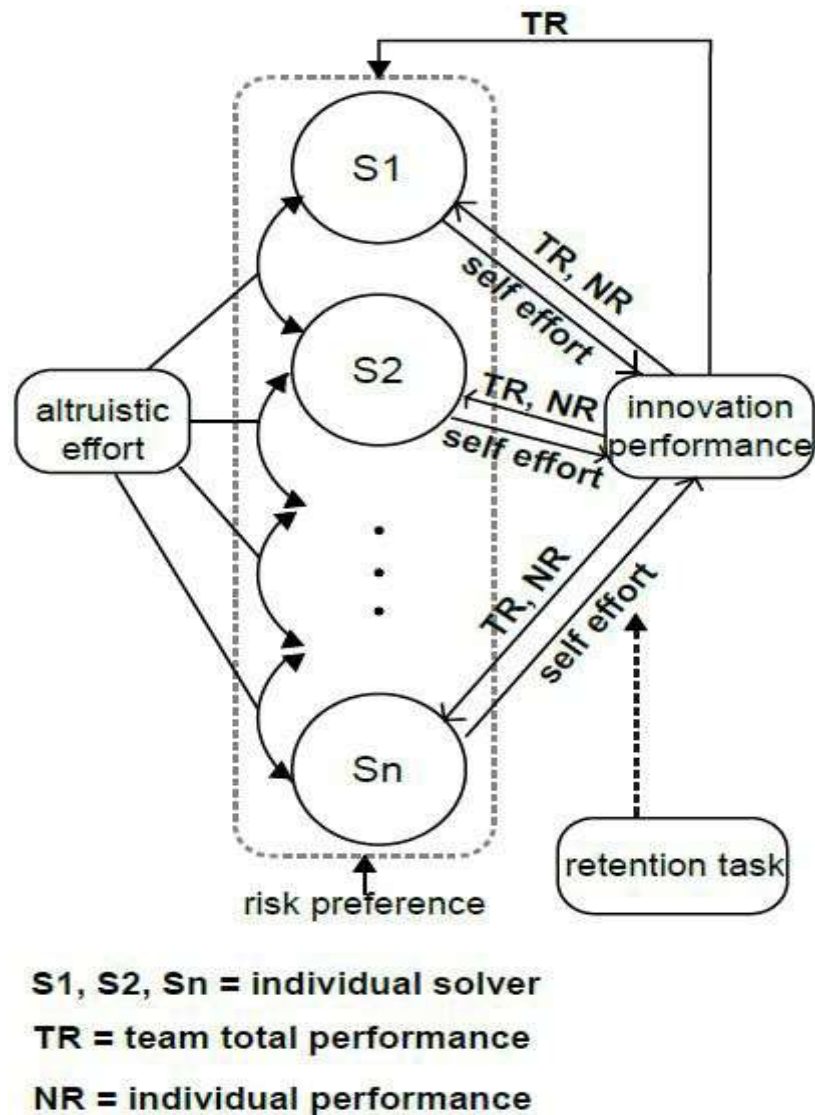 TR
S1
TR, NR
self effort
S2
TR, NR
self effort
altruistic
effort
innovation
performance
TR, NR
self effort
Sn
retention task
risk preference
S1, S2, Sn = individual solver
TR = team total performance
NR = individual performance